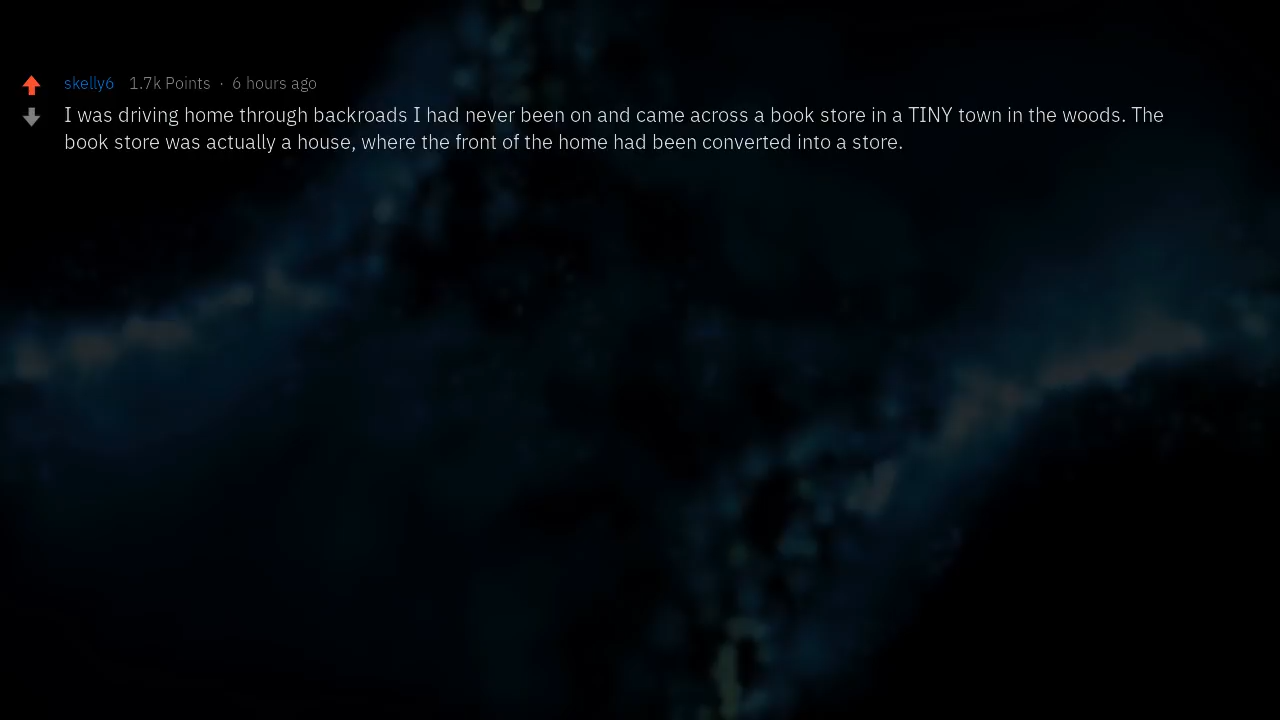 skelly6 1.7k Points · 6 hours ago
I was driving home through backroads I had never been on and came across a book store in a TINY town in the woods. The
book store was actually a house, where the front of the home had been converted into a store.